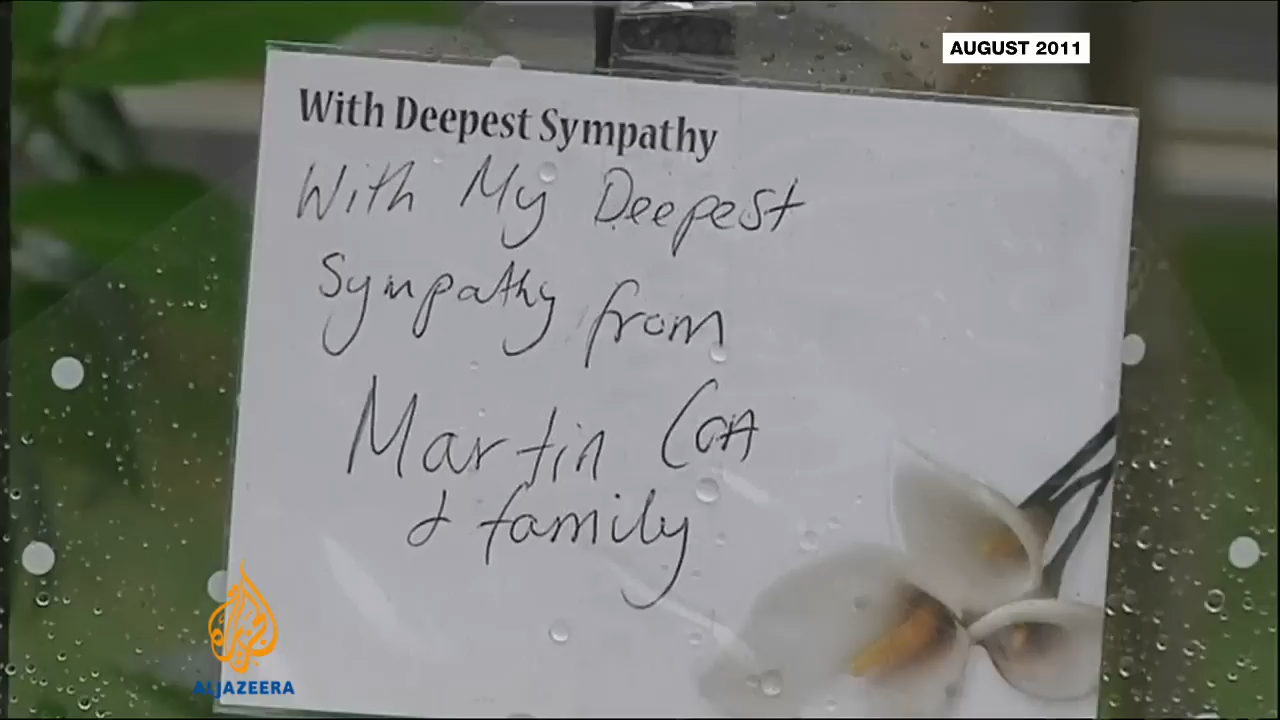 AUGUST 2011
With Deepest Sympathy
With My Deepest
Sympathy from
Martin
& family
ALJAZEERA